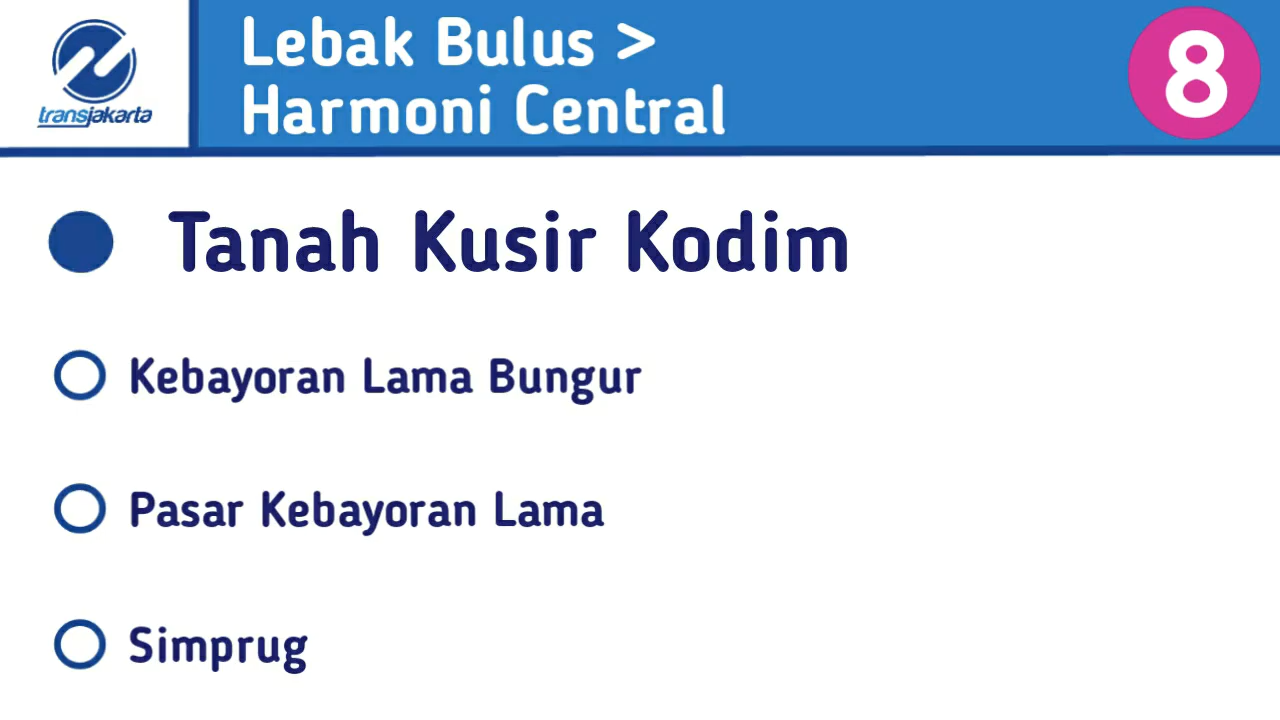 transjakarta
Lebak Bulus >
Harmoni Central
8
Tanah Kusir Kodim
Kebayoran Lama Bungur
Pasar Kebayoran Lama
Simprug